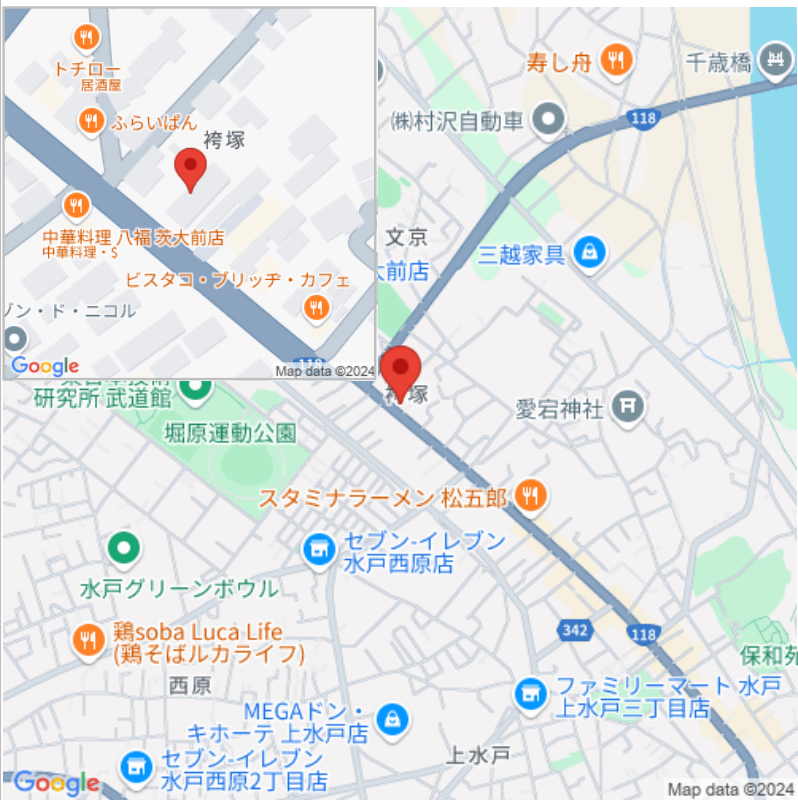 トチロー
居酒屋
ふらいぱん
袴塚
中華料理 八福 茨大前店
中華料理・$
ビスタコ・ブリッヂ・カフェ
ブン・ド・ニコル
118
Google
Map data ©2024
寿し舟
千歳橋
㈱村沢自動車
118
文京
三越家具
大前店
袴塚
研究所 武道館
愛宕神社
堀原運動公園
スタミナラーメン 松五郎
セブン-イレブン
水戸西原店
水戸グリーンボウル
鶏soba Luca Life
(鶏そばルカライフ)
342
118
保和苑
西原
ファミリーマート 水戸
上水戸三丁目店
MEGAドン・
キホーテ 上水戸店
上水戸
セブン-イレブン
水戸西原2丁目店
Google
Map data ©2024